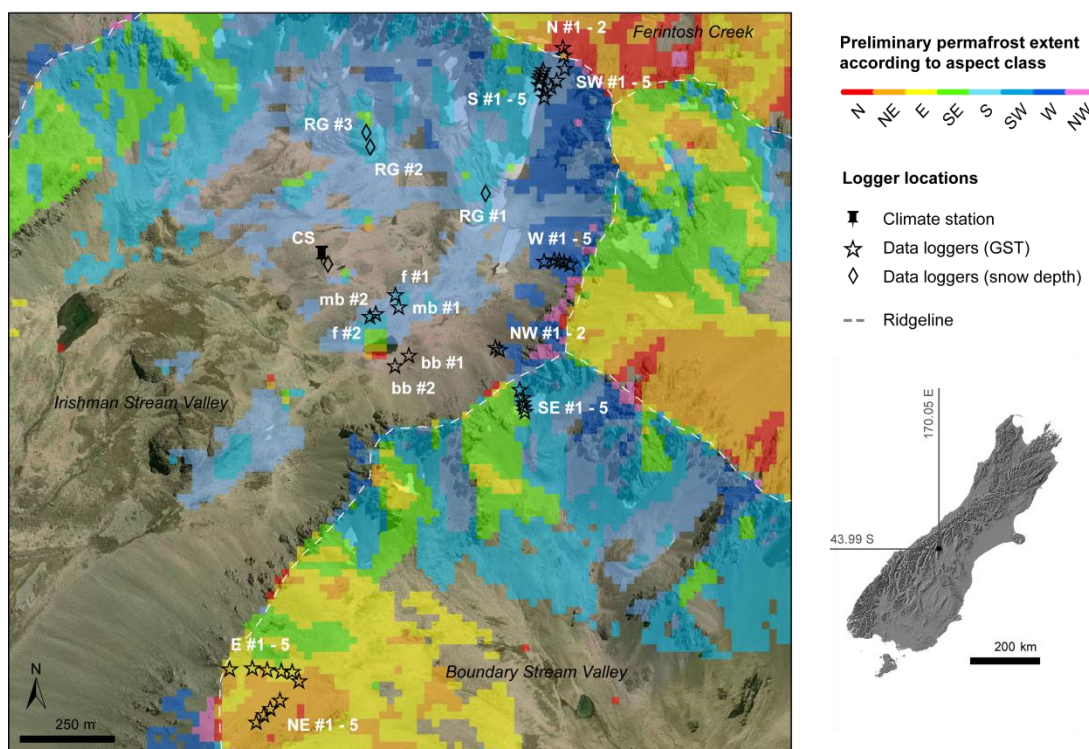 N #1 - 2
Ferintosh Creek
S #1 - 5
SW #1 - 5
RG #3
RG #2
RG #1
CS
W #1 - 5
f #1
mb #2
mb #1
f #2
NW #1 - 2
bb #1
bb #2
Irishman Stream Valley
SE #1 - 5
E #1 - 5
Boundary Stream Valley
NE #1 - 5
N
250 m
Preliminary permafrost extent
according to aspect class
N NE E SE S SW W NW
Logger locations
Climate station
Data loggers (GST)
Data loggers (snow depth)
Ridgeline
170.05 E
43.99 S
200 km